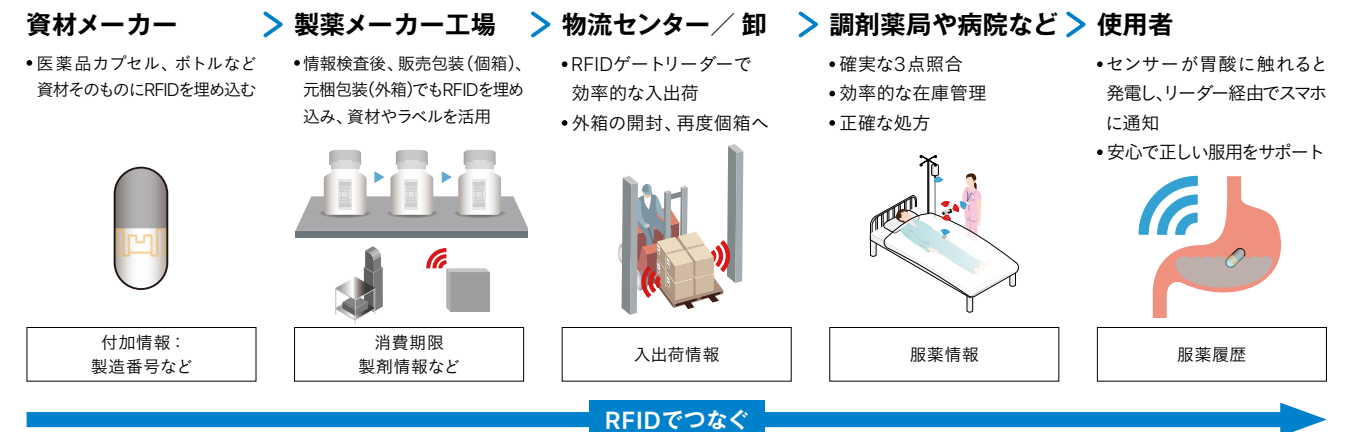 資材メーカー
• 医薬品カプセル、ボトルなど
資材そのものにRFIDを埋め込む
付加情報：
製造番号など
製薬メーカー工場
• 情報検査後、販売包装（個箱）、
元梱包装（外箱）でもRFIDを埋め
込み、資材やラベルを活用
消費期限
製剤情報など
物流センター／ 卸
• RFIDゲートリーダーで
効率的な入出荷
• 外箱の開封、再度個箱へ
入出荷情報
調剤薬局や病院など
• 確実な3点照合
• 効率的な在庫管理
• 正確な処方
服薬情報
使用者
• センサーが胃酸に触れると
発電し、リーダー経由でスマホ
に通知
• 安心で正しい服用をサポート
服薬履歴
RFIDでつなぐ